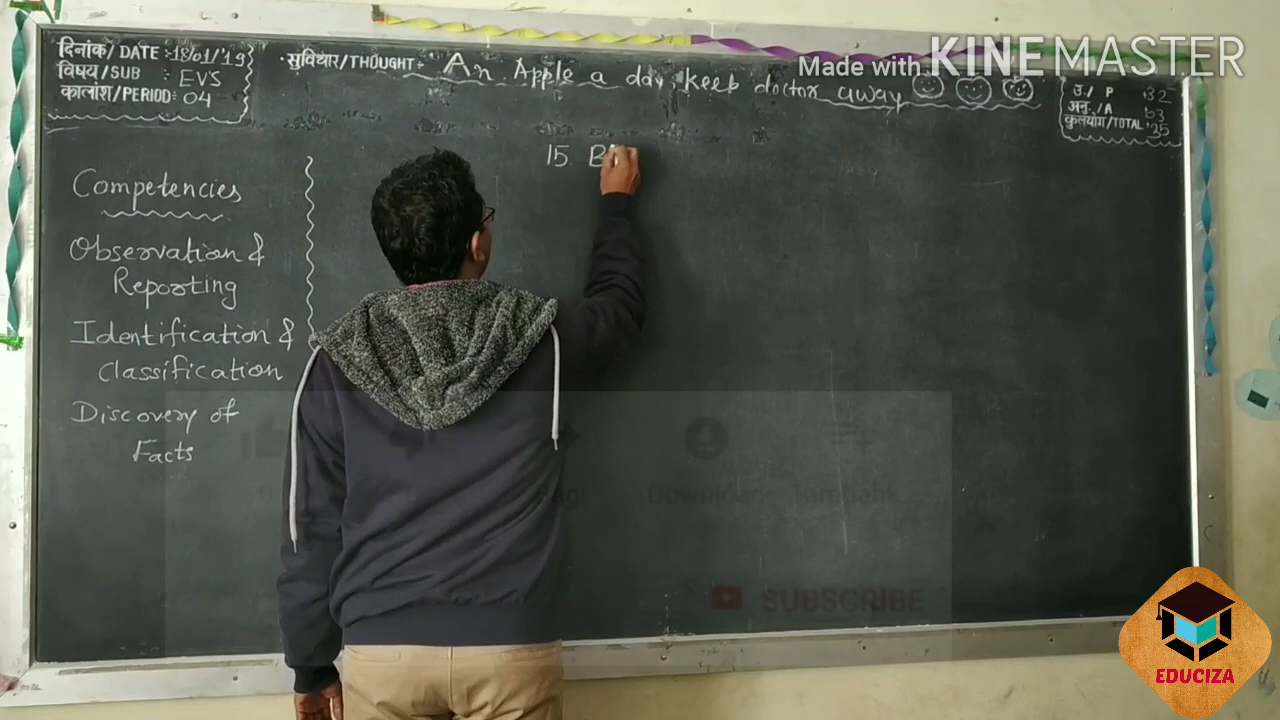 Made with KINEMASTER
दिनांक/ DATE :18/01/'19
विषय/SUB : EVS
कालांश/PERIOD: 04
सुविचार/THOUGHT: An Apple a day, keep doctor away
उ./ P 32
अनु./A 03
कुलयोग/TOTAL 35
15. B
Competencies
Observation &
Reporting
Identification &
Classification
Discovery of
Facts
SUBSCRIBE
EDUCIZA